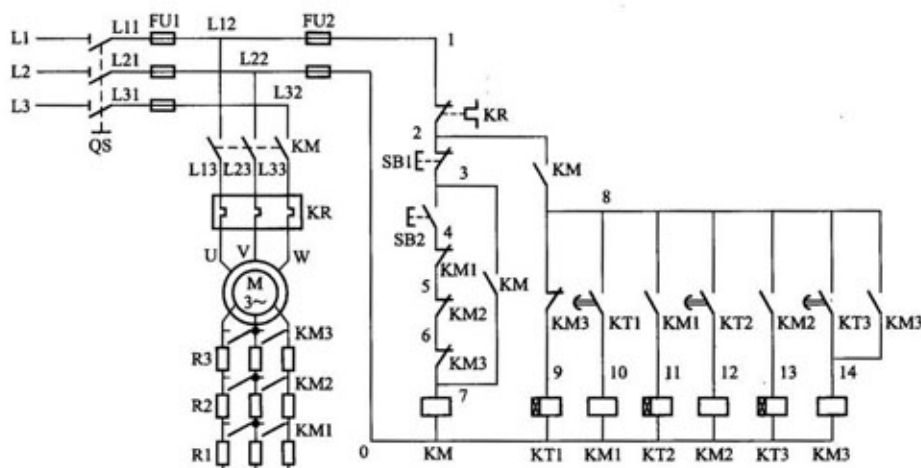 L1 L11 FU1 L12 FU2 1
L2 L21 L22
L3 L31 L32
QS
KM
KR
2
L13 L23 L33
SB1
KM
3
8
KR
SB2
4
U V W
KM1
M
3~
5
KM
KM2
KM3 KT1 KM1 KT2 KM2 KT3 KM3
KM3
6
KM3
R3
9 10 11 12 13 14
KM2
7
R2
KM1
R1
0
KM KT1 KM1 KT2 KM2 KT3 KM3